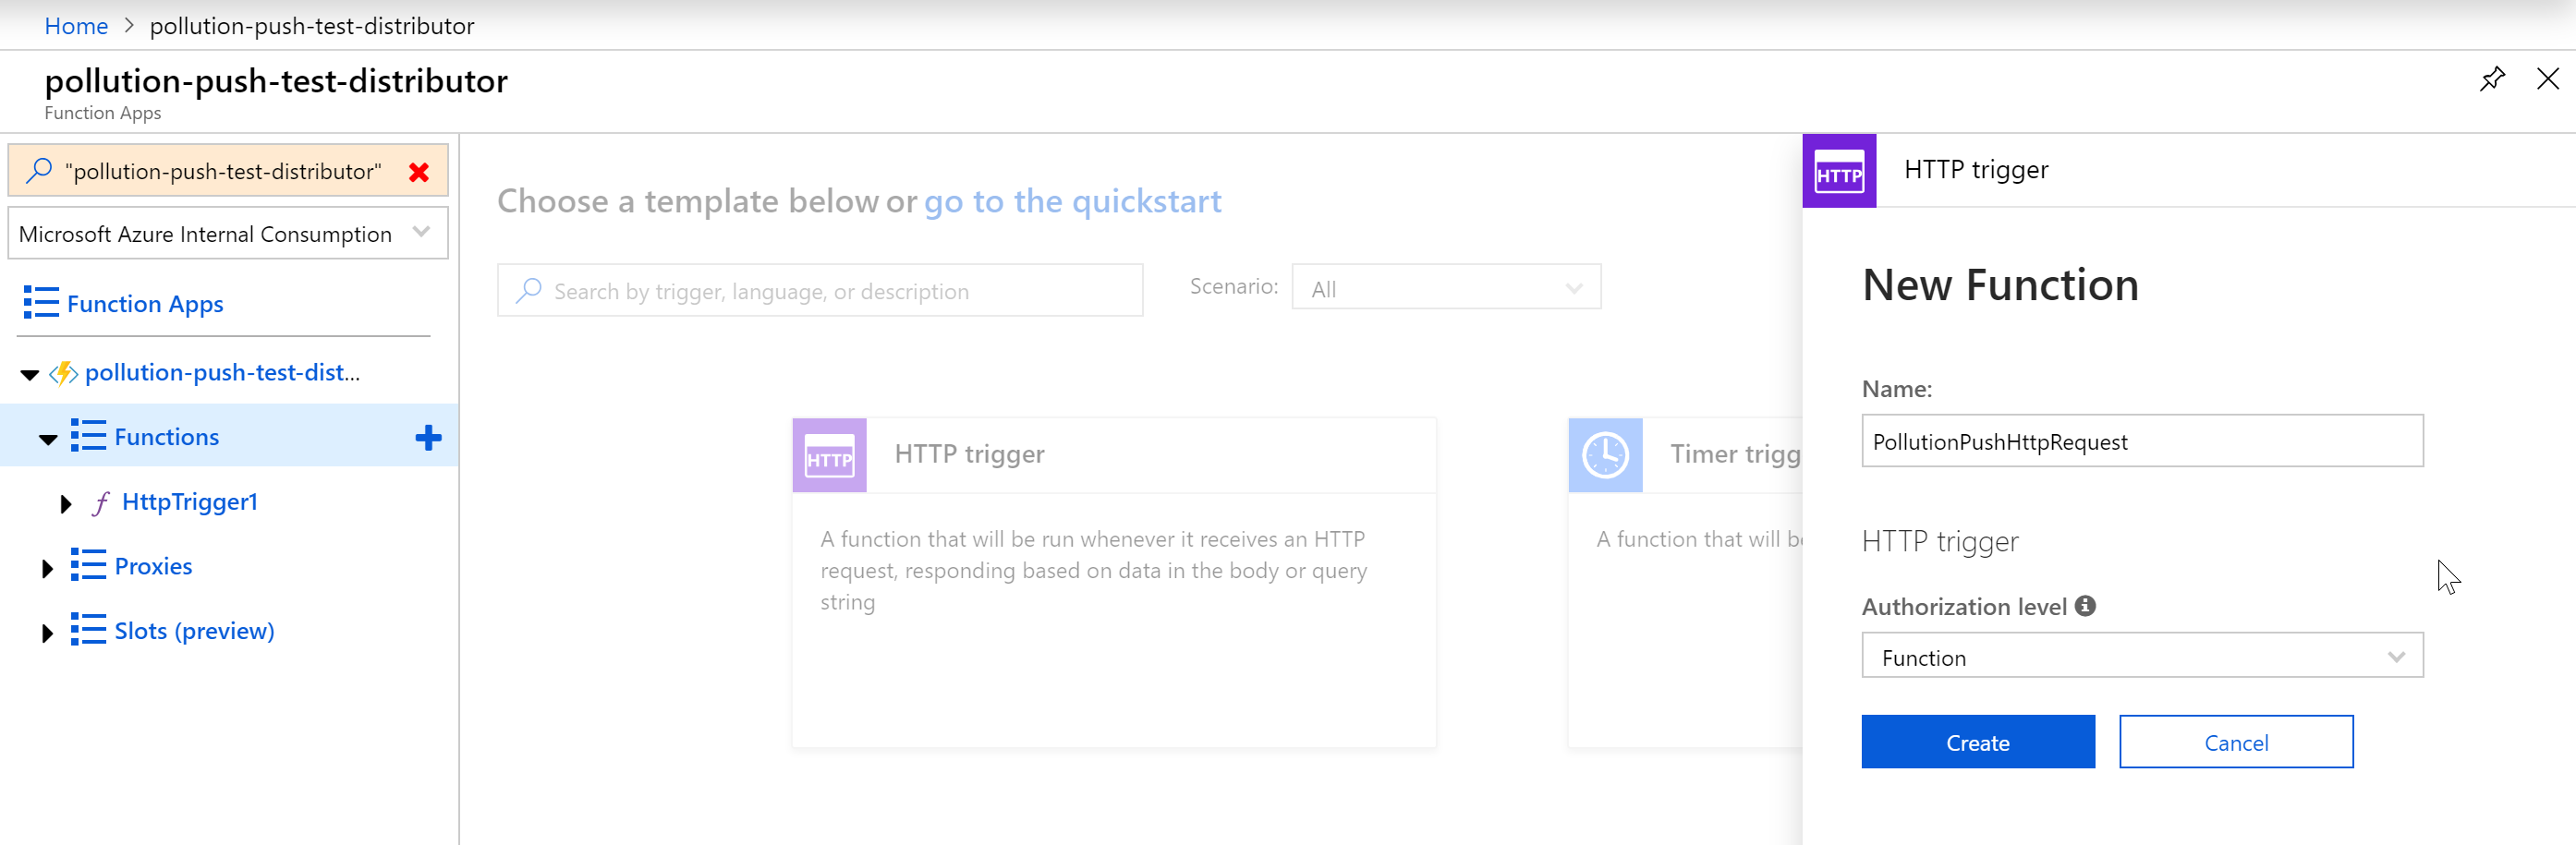 Home > pollution-push-test-distributor
pollution-push-test-distributor
Function Apps
"pollution-push-test-distributor"
Microsoft Azure Internal Consumption
Function Apps
pollution-push-test-dist...
Functions
HttpTrigger1
Proxies
Slots (preview)
Choose a template below or go to the quickstart
Search by trigger, language, or description
Scenario: All
HTTP
HTTP trigger
A function that will be run whenever it receives an HTTP
request, responding based on data in the body or query
string
Timer trigg
A function that will be
HTTP
HTTP trigger
New Function
Name:
PollutionPushHttpRequest
HTTP trigger
Authorization level
Function
Create
Cancel